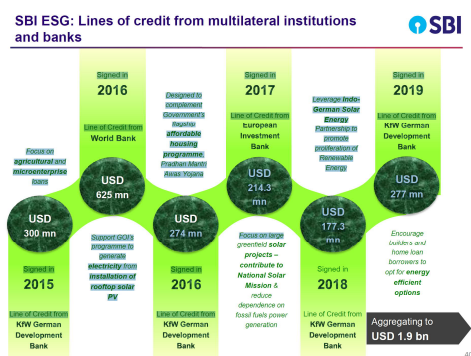 SBI ESG: Lines of credit from multilateral institutions
and banks
SBI
Signed in
2016
Line of Credit from
World Bank
Designed to
complement
Government's
flagship
affordable
housing
programme,
Pradhan Mantri
Awas Yojana
Signed in
2017
Line of Credit from
European
Investment
Bank
Leverage Indo-
German Solar
Energy
Partnership to
promote
proliferation of
Renewable
Energy
Signed in
2019
Line of Credit from
KfW German
Development
Bank
Focus on
agricultural and
microenterprise
loans
USD
300 mn
USD
625 mn
USD
274 mn
USD
214.3
mn
USD
177.3
mn
USD
277 mn
Signed in
2015
Line of Credit from
KfW German
Development
Bank
Support GOI's
programme to
generate
electricity from
installation of
rooftop solar
PV
Signed in
2016
Line of Credit from
KfW German
Development
Bank
Focus on large
greenfield solar
projects –
contribute to
National Solar
Mission &
reduce
dependence on
fossil fuels power
generation
Signed in
2018
Line of Credit from
KfW German
Development
Bank
Encourage
builders and
home loan
borrowers to
opt for energy
efficient
options
Aggregating to
USD 1.9 bn